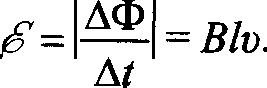 ℰ = |ΔΦ/Δt| = Blv.